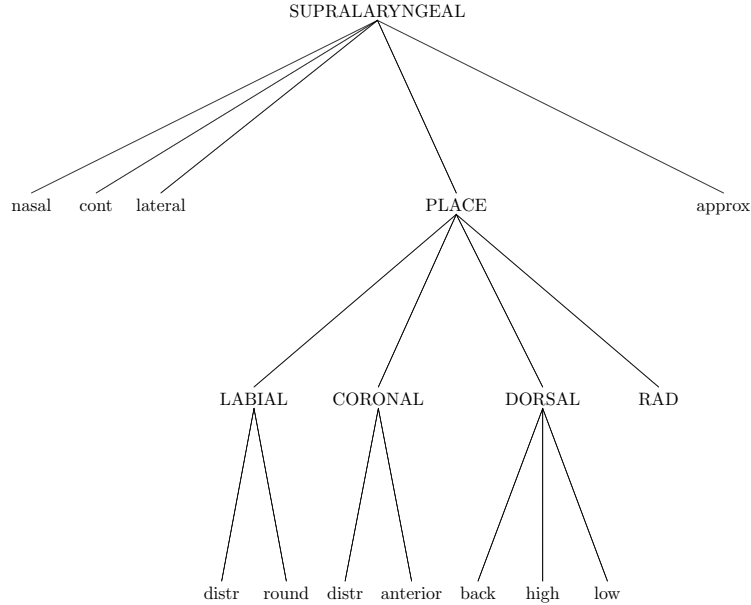 SUPRALARYNGEAL
nasal cont lateral PLACE approx
LABIAL CORONAL DORSAL RAD
distr round distr anterior back high low